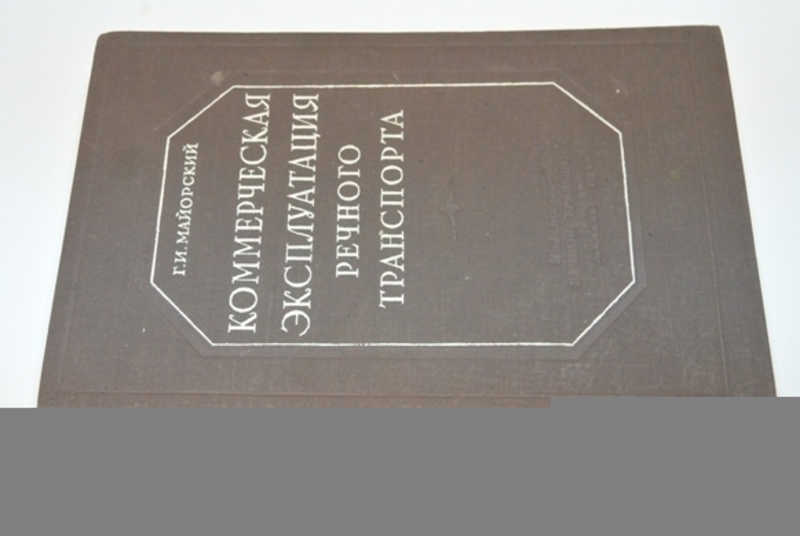 Г.И. МАЙОРСКИЙ
КОММЕРЧЕСКАЯ
ЭКСПЛУАТАЦИЯ
РЕЧНОГО
ТРАНСПОРТА